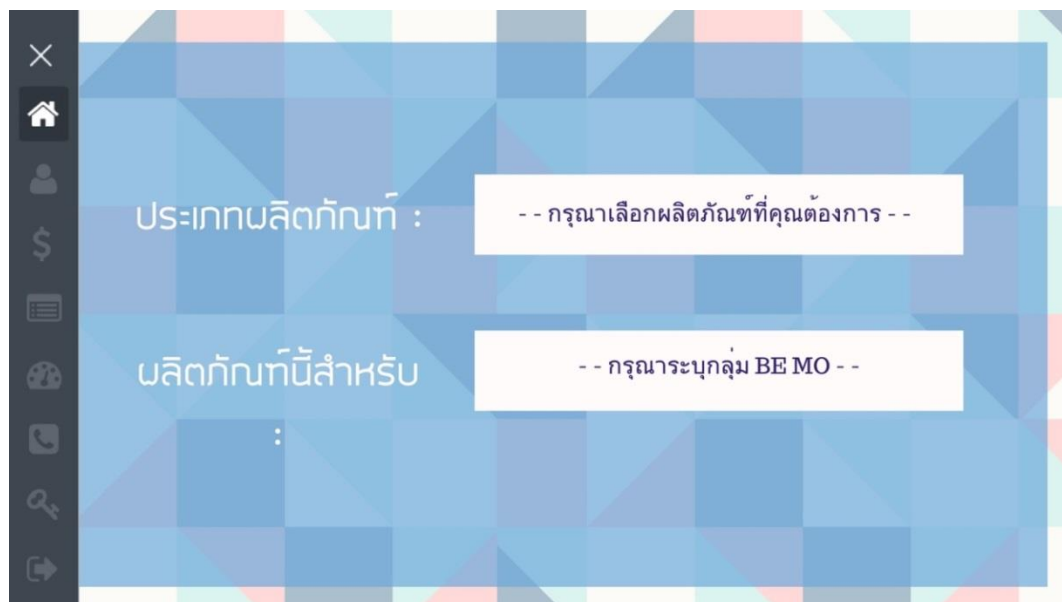 ประเภทผลิตภัณฑ์ :
- - กรุณาเลือกผลิตภัณฑ์ที่คุณต้องการ - -
ผลิตภัณฑ์นี้สำหรับ
:
- - กรุณาระบุกลุ่ม BE MO - -